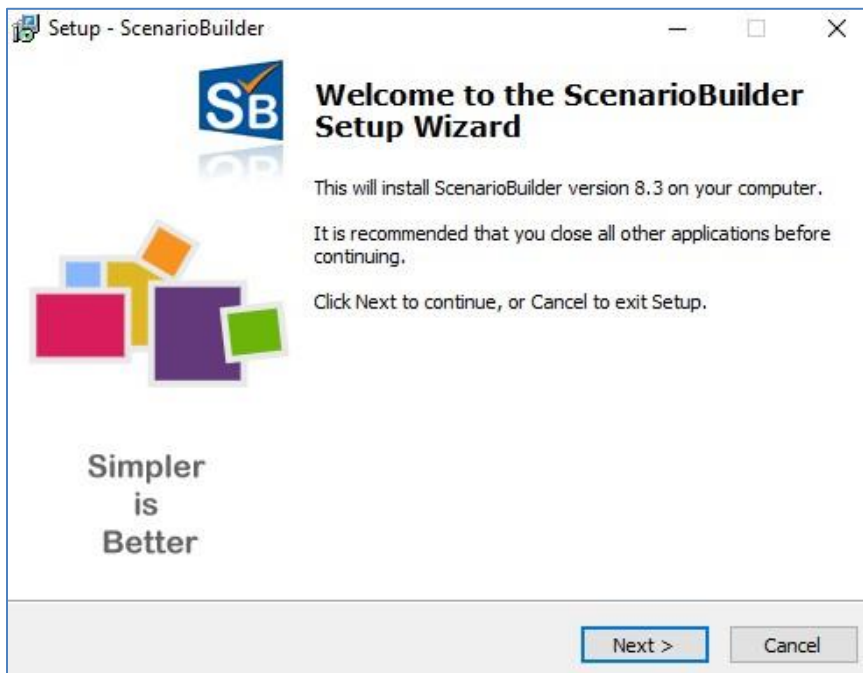 Setup - ScenarioBuilder
SB
Welcome to the ScenarioBuilder
Setup Wizard
This will install ScenarioBuilder version 8.3 on your computer.
It is recommended that you close all other applications before
continuing.
Click Next to continue, or Cancel to exit Setup.
Simpler
is
Better
Next >
Cancel